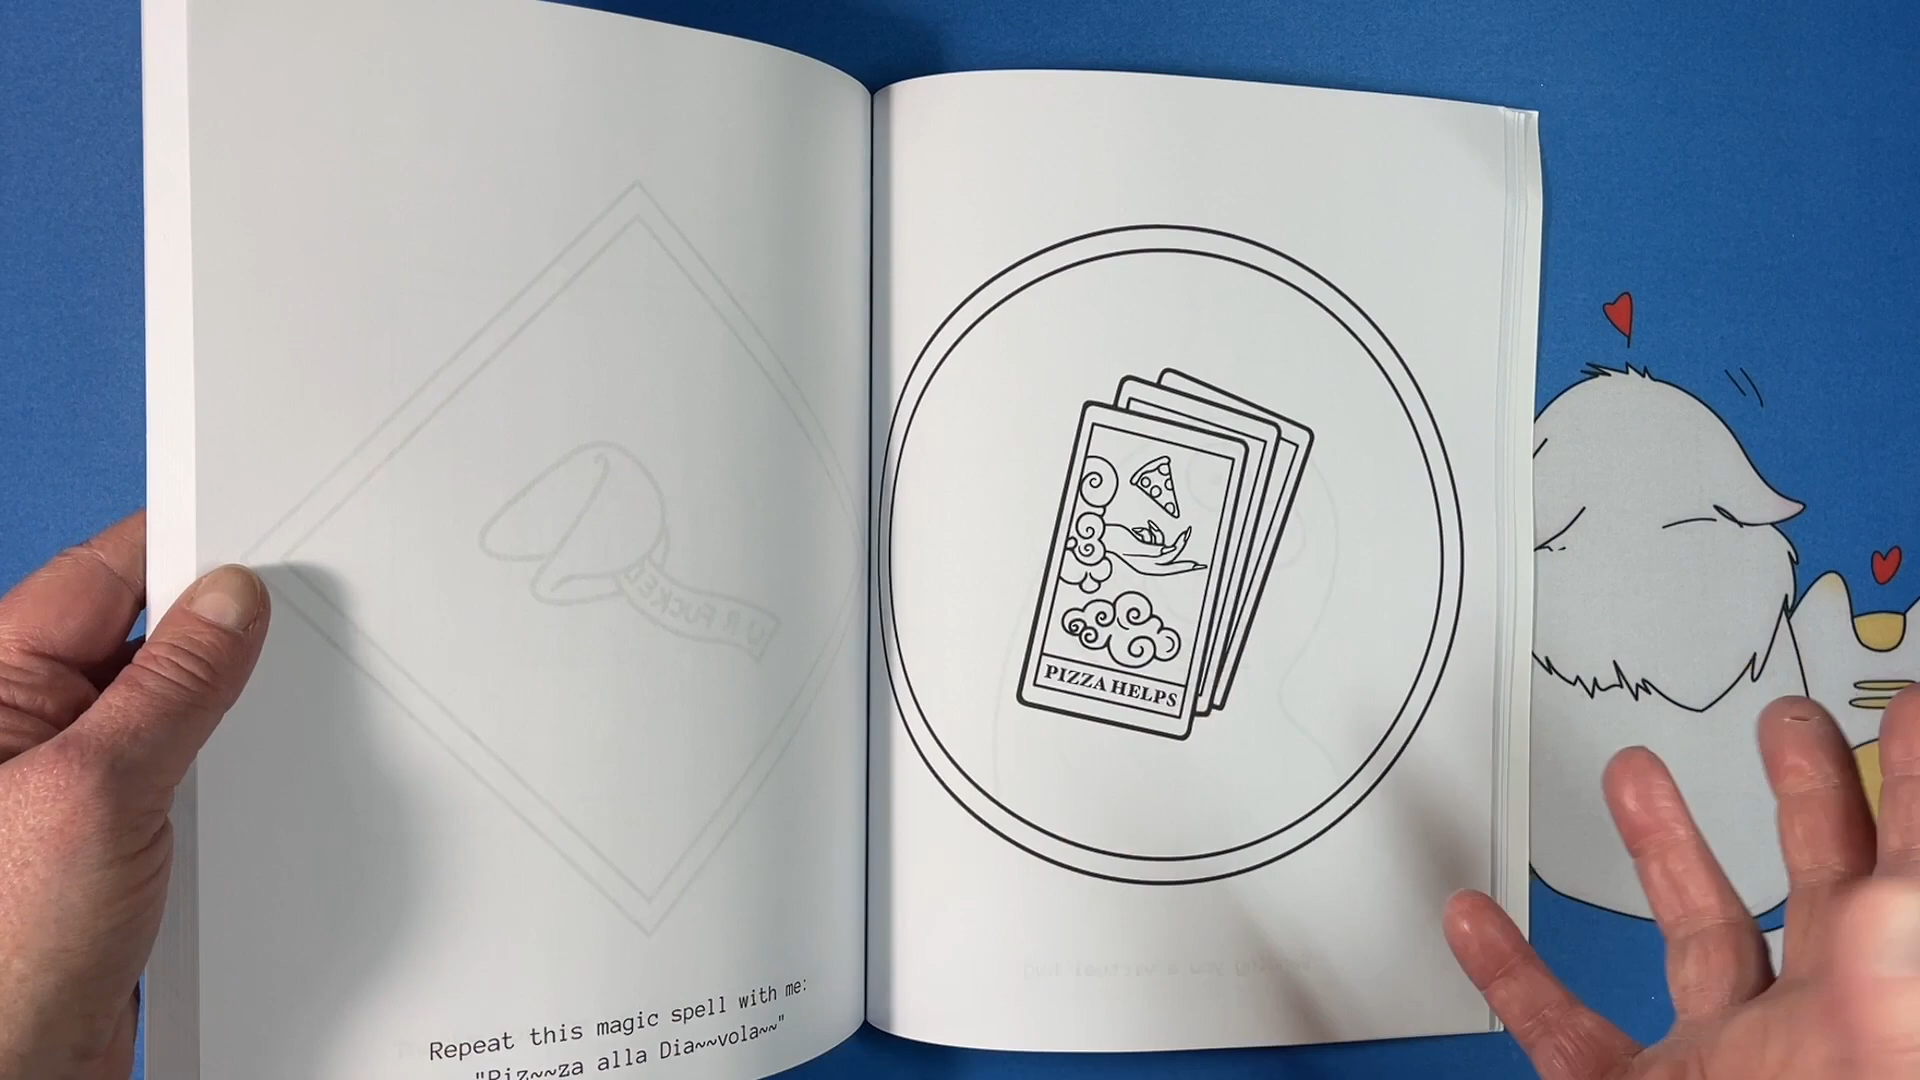 Repeat this magic spell with me:
"Piz~~za alla Dia~~vola~~"
PIZZA HELPS